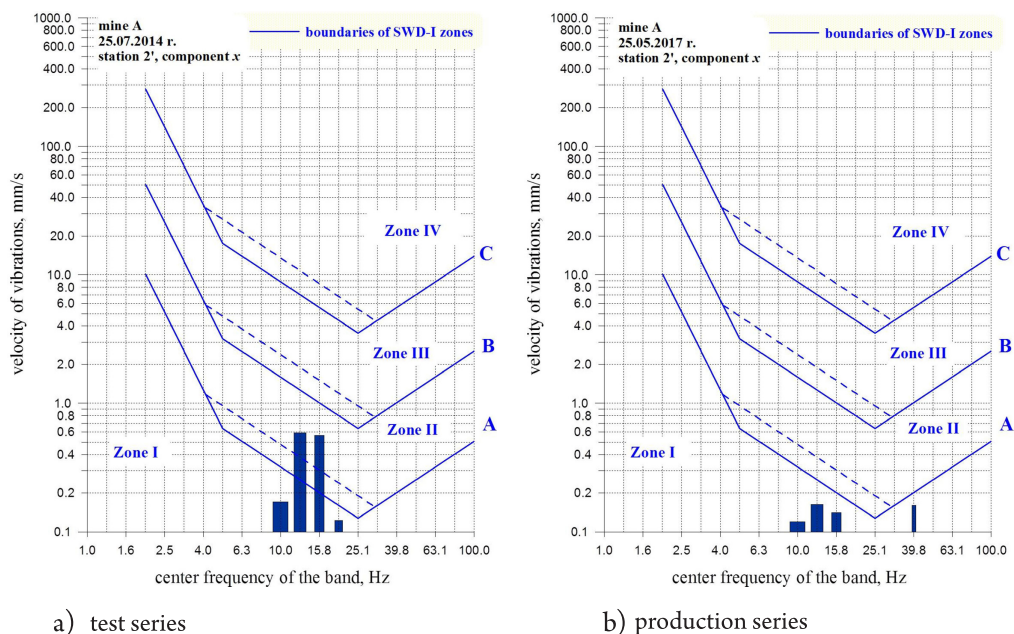 mine A
25.07.2014 r.
station 2', component x
boundaries of SWD-I zones
velocity of vibrations, mm/s
1000.0
800.0
600.0
400.0
200.0
100.0
80.0
60.0
40.0
20.0
10.0
8.0
6.0
4.0
2.0
1.0
0.8
0.6
0.4
0.2
0.1
Zone IV
C
Zone III
B
Zone II
A
Zone I
1.0 1.6 2.5 4.0 6.3 10.0 15.8 25.1 39.8 63.1 100.0
center frequency of the band, Hz
a) test series
mine A
25.05.2017 r.
station 2', component x
boundaries of SWD-I zones
velocity of vibrations, mm/s
1000.0
800.0
600.0
400.0
200.0
100.0
80.0
60.0
40.0
20.0
10.0
8.0
6.0
4.0
2.0
1.0
0.8
0.6
0.4
0.2
0.1
Zone IV
C
Zone III
B
Zone II
A
Zone I
1.0 1.6 2.5 4.0 6.3 10.0 15.8 25.1 39.8 63.1 100.0
center frequency of the band, Hz
b) production series